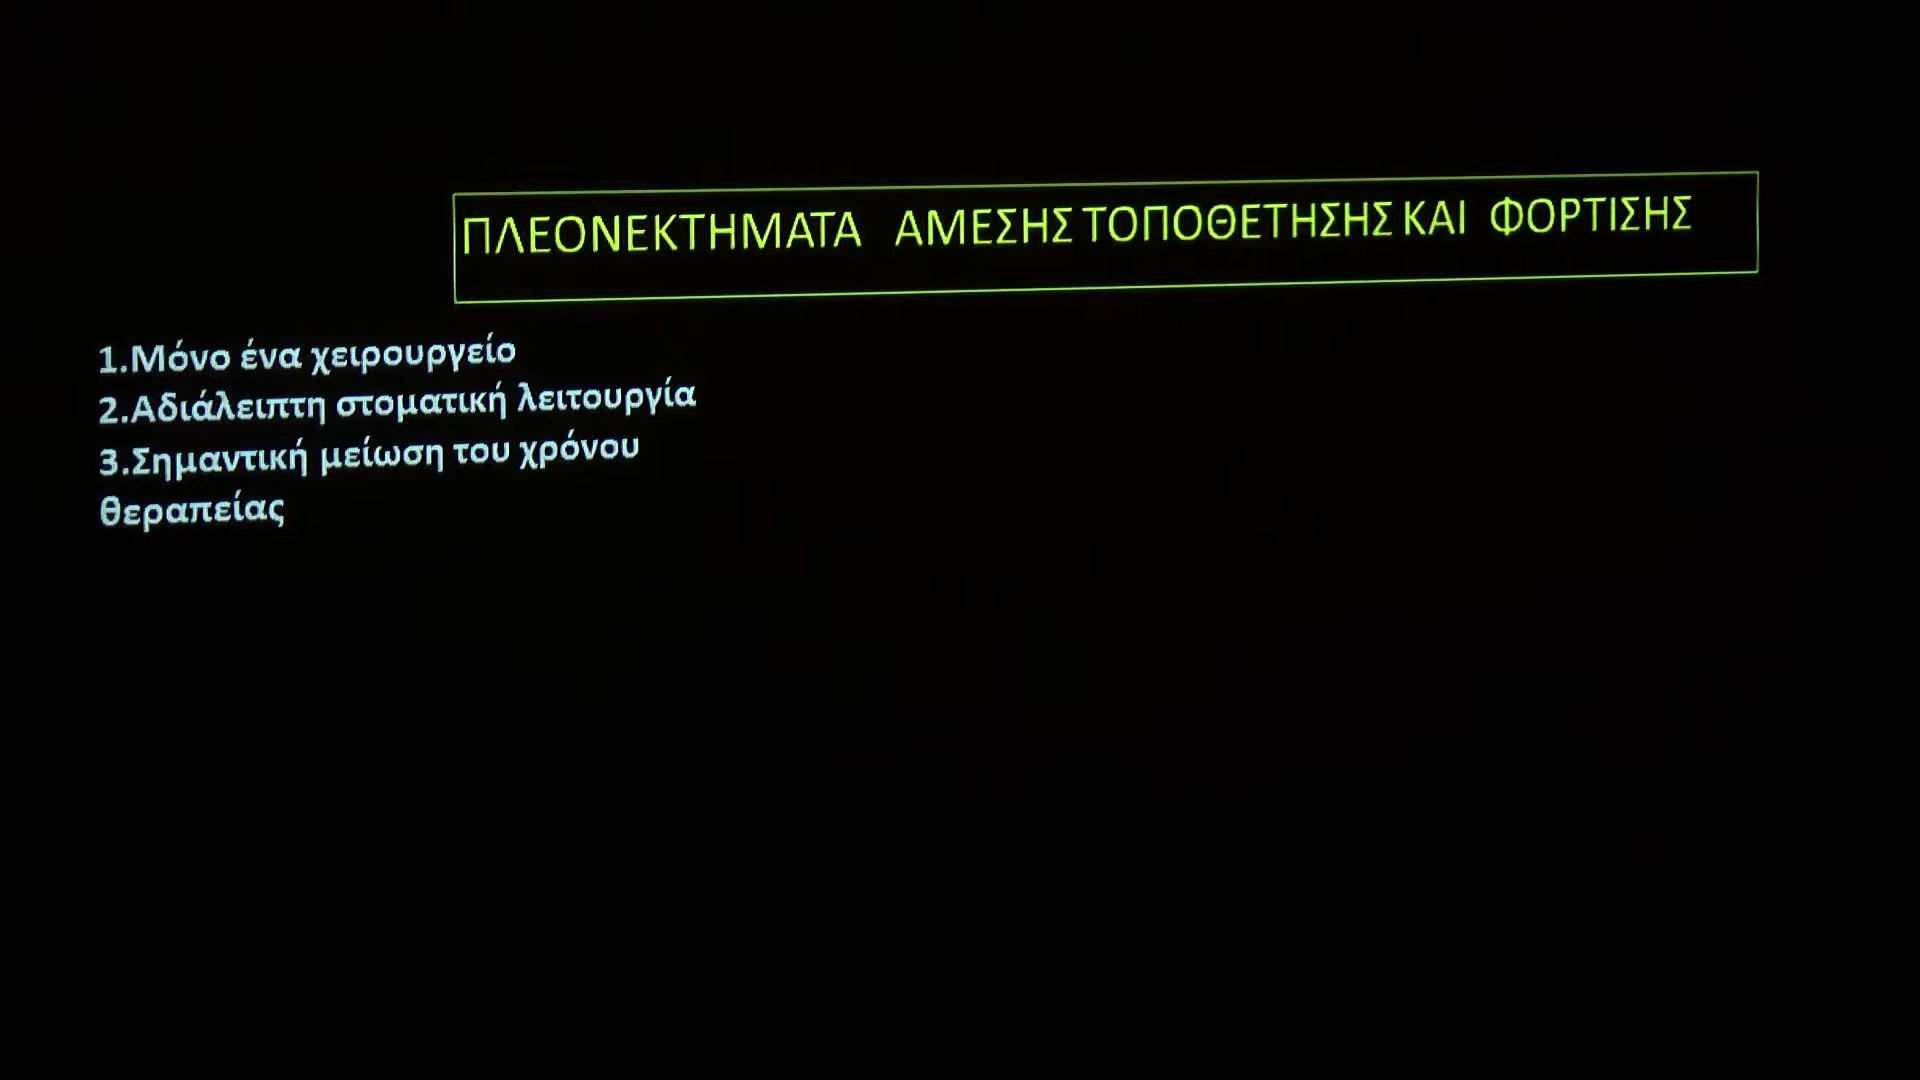 ΠΛΕΟΝΕΚΤΗΜΑΤΑ ΑΜΕΣΗΣ ΤΟΠΟΘΕΤΗΣΗΣ ΚΑΙ ΦΟΡΤΙΣΗΣ
1.Μόνο ένα χειρουργείο
2.Αδιάλειπτη στοματική λειτουργία
3.Σημαντική μείωση του χρόνου
θεραπείας